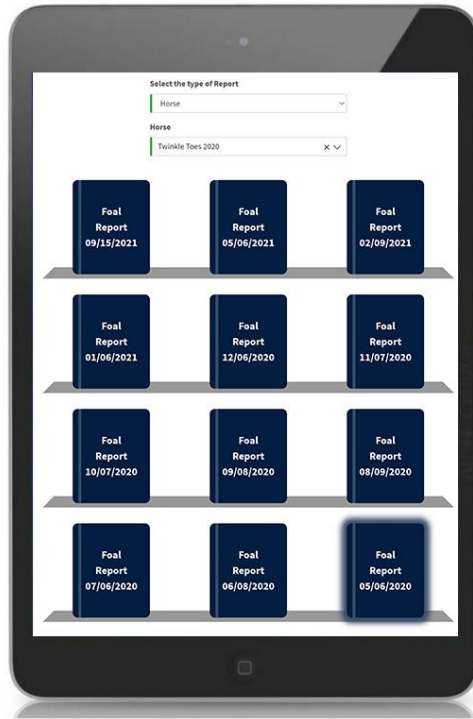 Select the type of Report
Horse
Horse
Twinkle Toes 2020
Foal
Report
09/15/2021
Foal
Report
05/06/2021
Foal
Report
02/09/2021
Foal
Report
01/06/2021
Foal
Report
12/06/2020
Foal
Report
11/07/2020
Foal
Report
10/07/2020
Foal
Report
09/08/2020
Foal
Report
08/09/2020
Foal
Report
07/06/2020
Foal
Report
06/08/2020
Foal
Report
05/06/2020